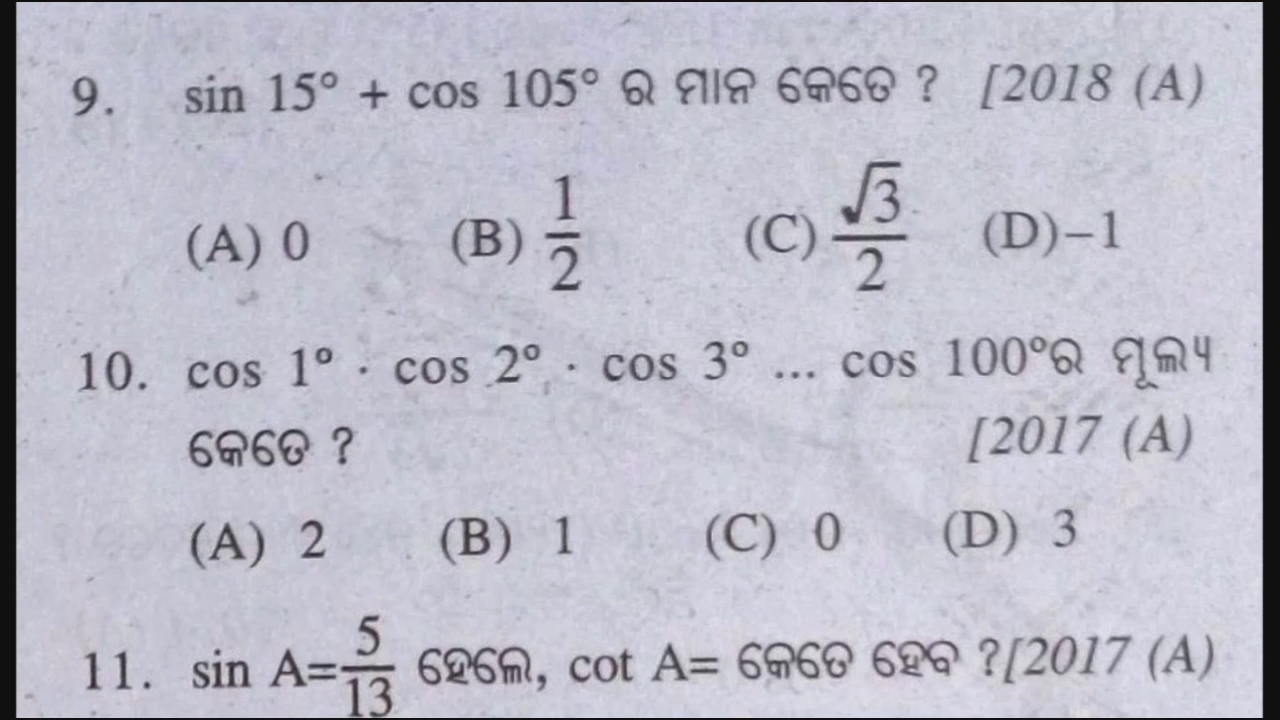 9. sin 15° + cos 105° ର ମାନ କେତେ ? [2018 (A)
(A) 0 (B) 1/2 (C) √3/2 (D) –1
10. cos 1° · cos 2° · cos 3° ... cos 100°ର ମୂଲ୍ୟ
କେତେ ? [2017 (A)
(A) 2 (B) 1 (C) 0 (D) 3
11. sin A=5/13 ହେଲେ, cot A= କେତେ ହେବ ?[2017 (A)